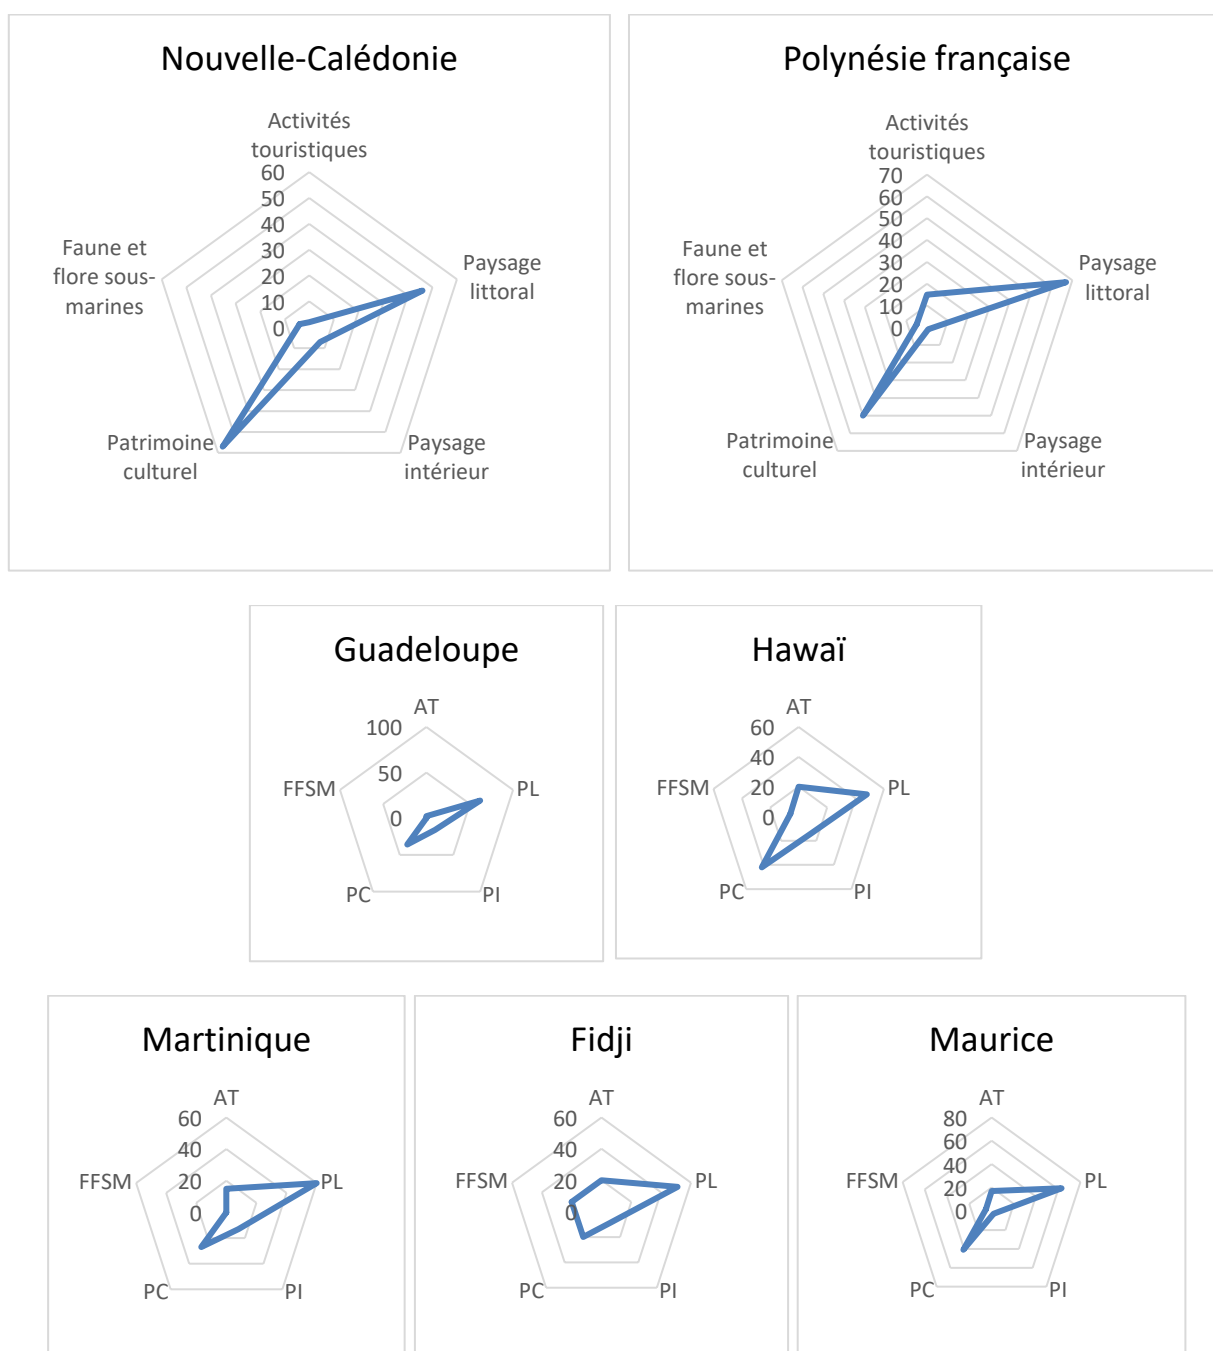 Nouvelle-Calédonie
Activités
touristiques
60
50
40
30
20
10
0
Faune et
flore sous-
marines
Paysage
littoral
Patrimoine
culturel
Paysage
intérieur
Polynésie française
Activités
touristiques
70
60
50
40
30
20
10
0
Faune et
flore sous-
marines
Paysage
littoral
Patrimoine
culturel
Paysage
intérieur
Guadeloupe
AT
100
50
0
FFSM
PL
PC
PI
Hawaï
AT
60
40
20
0
FFSM
PL
PC
PI
Martinique
AT
60
40
20
0
FFSM
PL
PC
PI
Fidji
AT
60
40
20
0
FFSM
PL
PC
PI
Maurice
AT
80
60
40
20
0
FFSM
PL
PC
PI